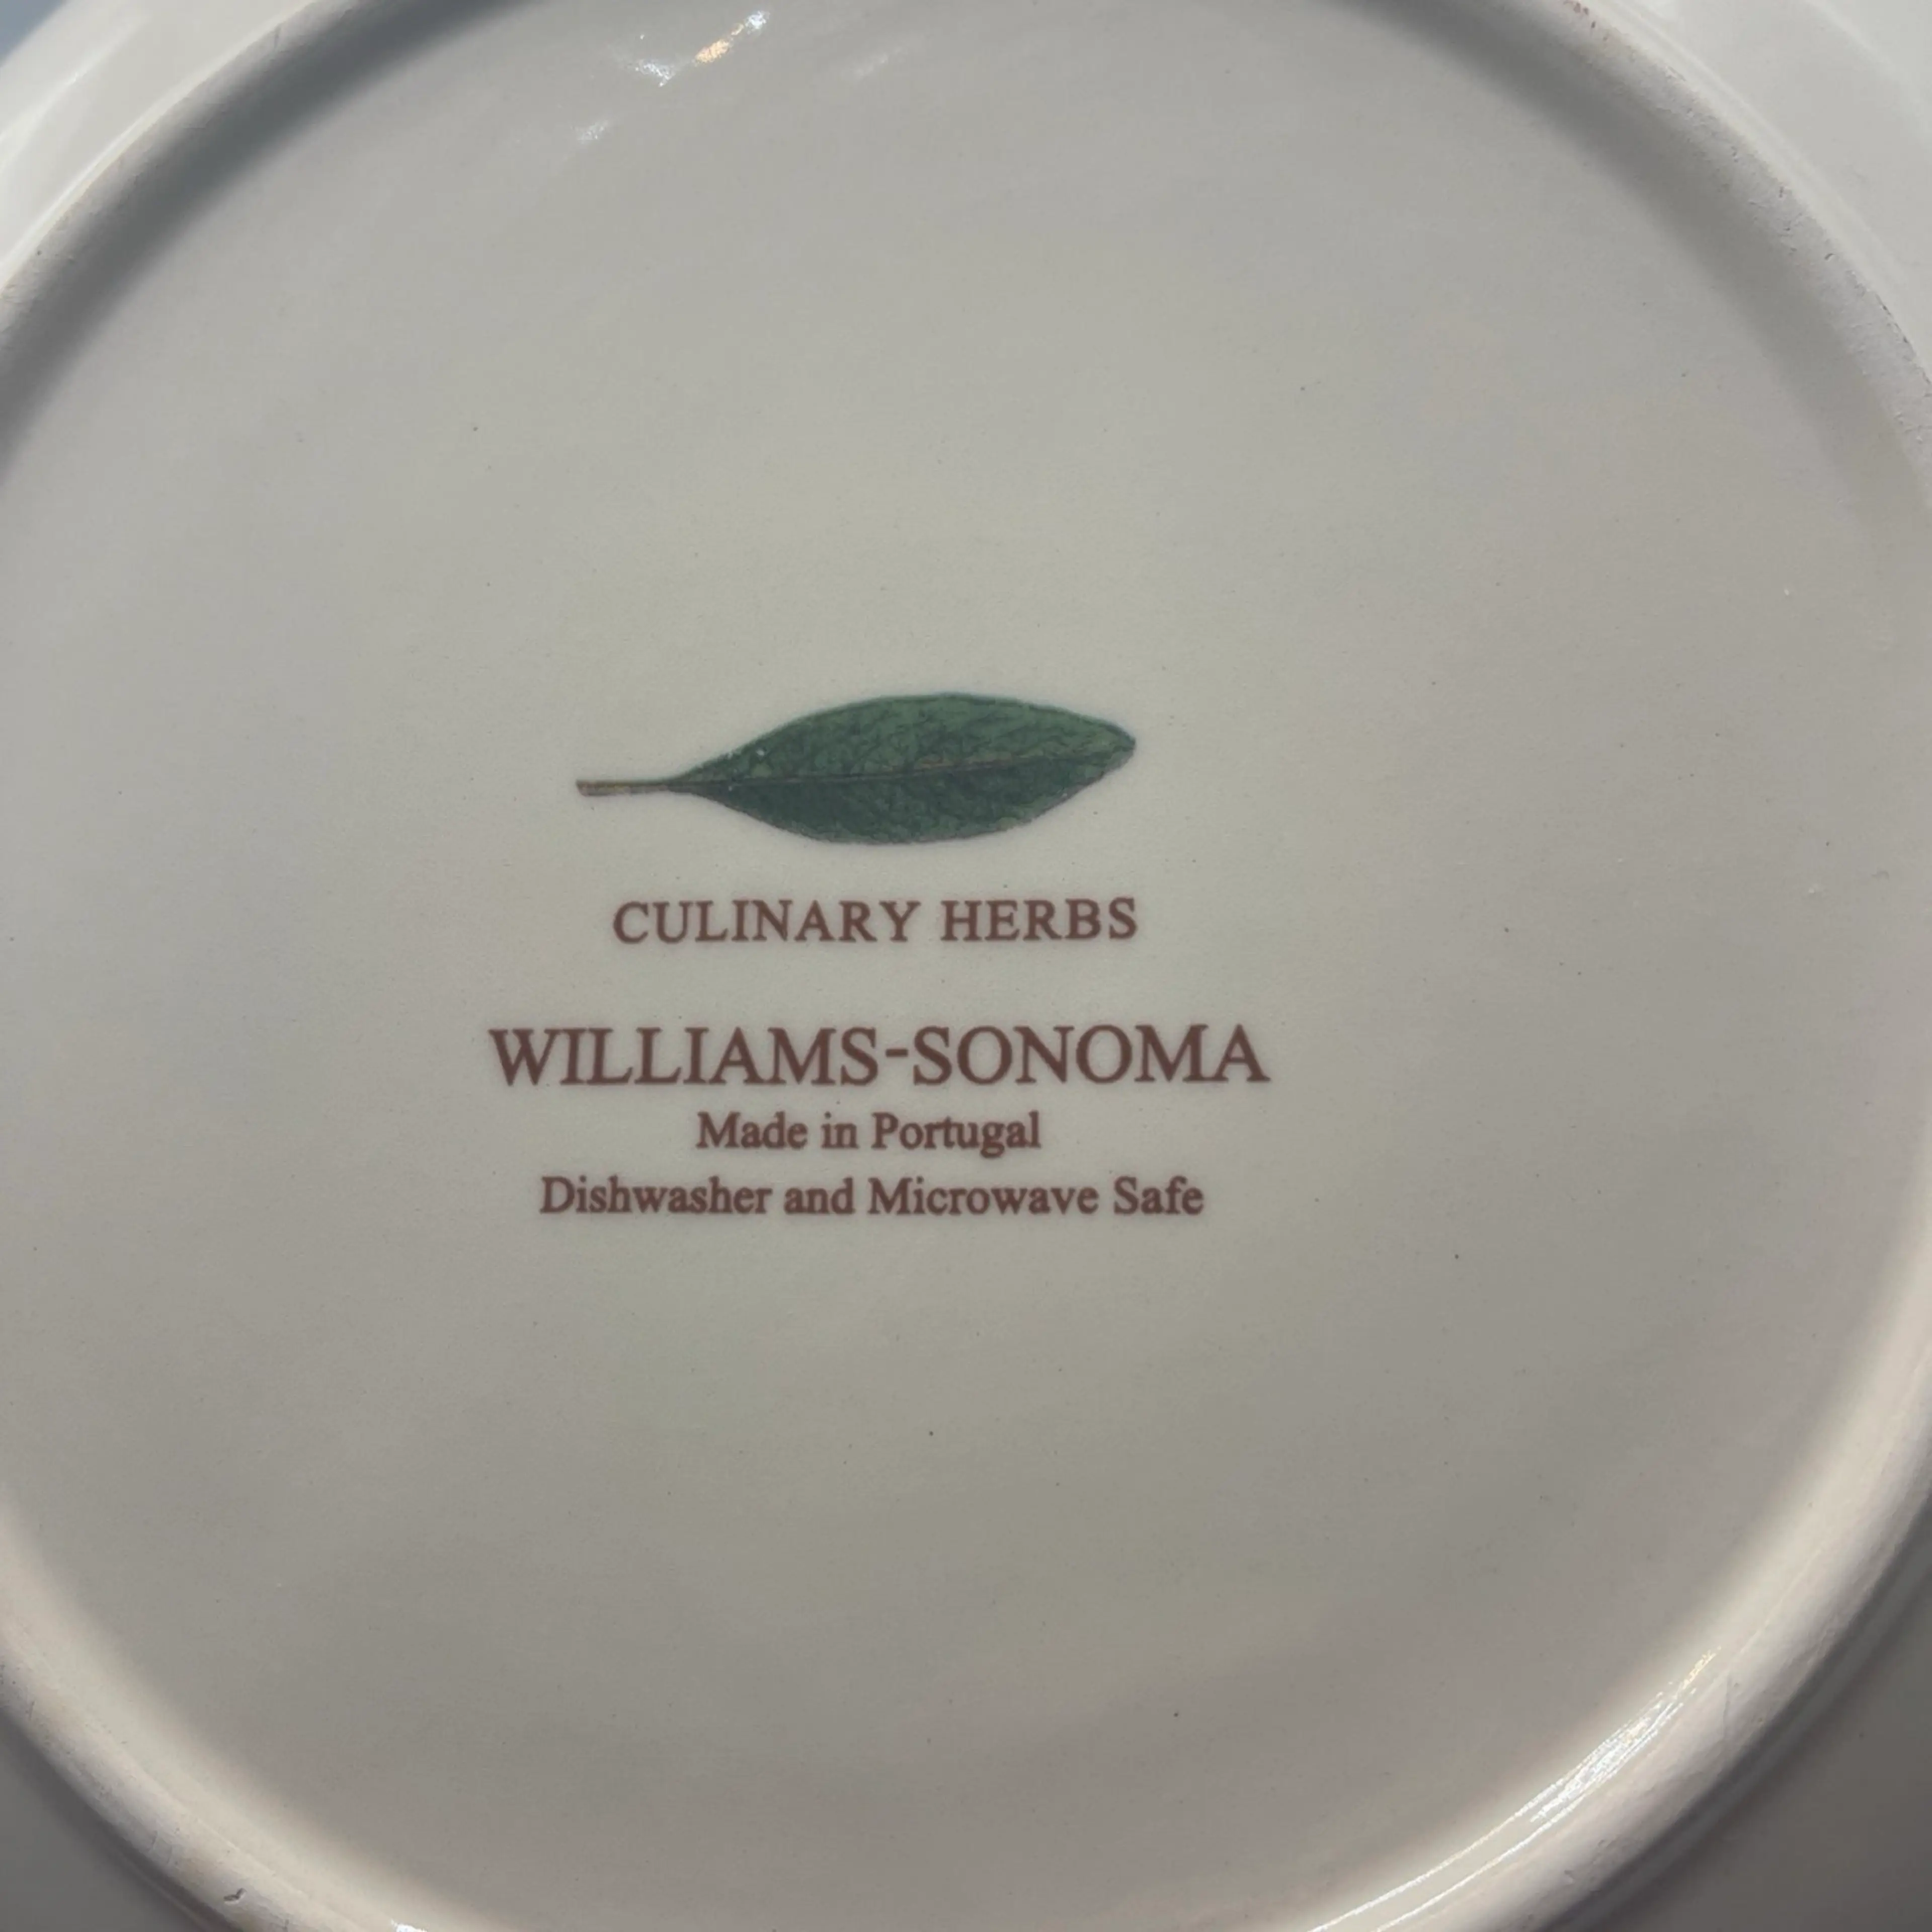 CULINARY HERBS
WILLIAMS-SONOMA
Made in Portugal
Dishwasher and Microwave Safe